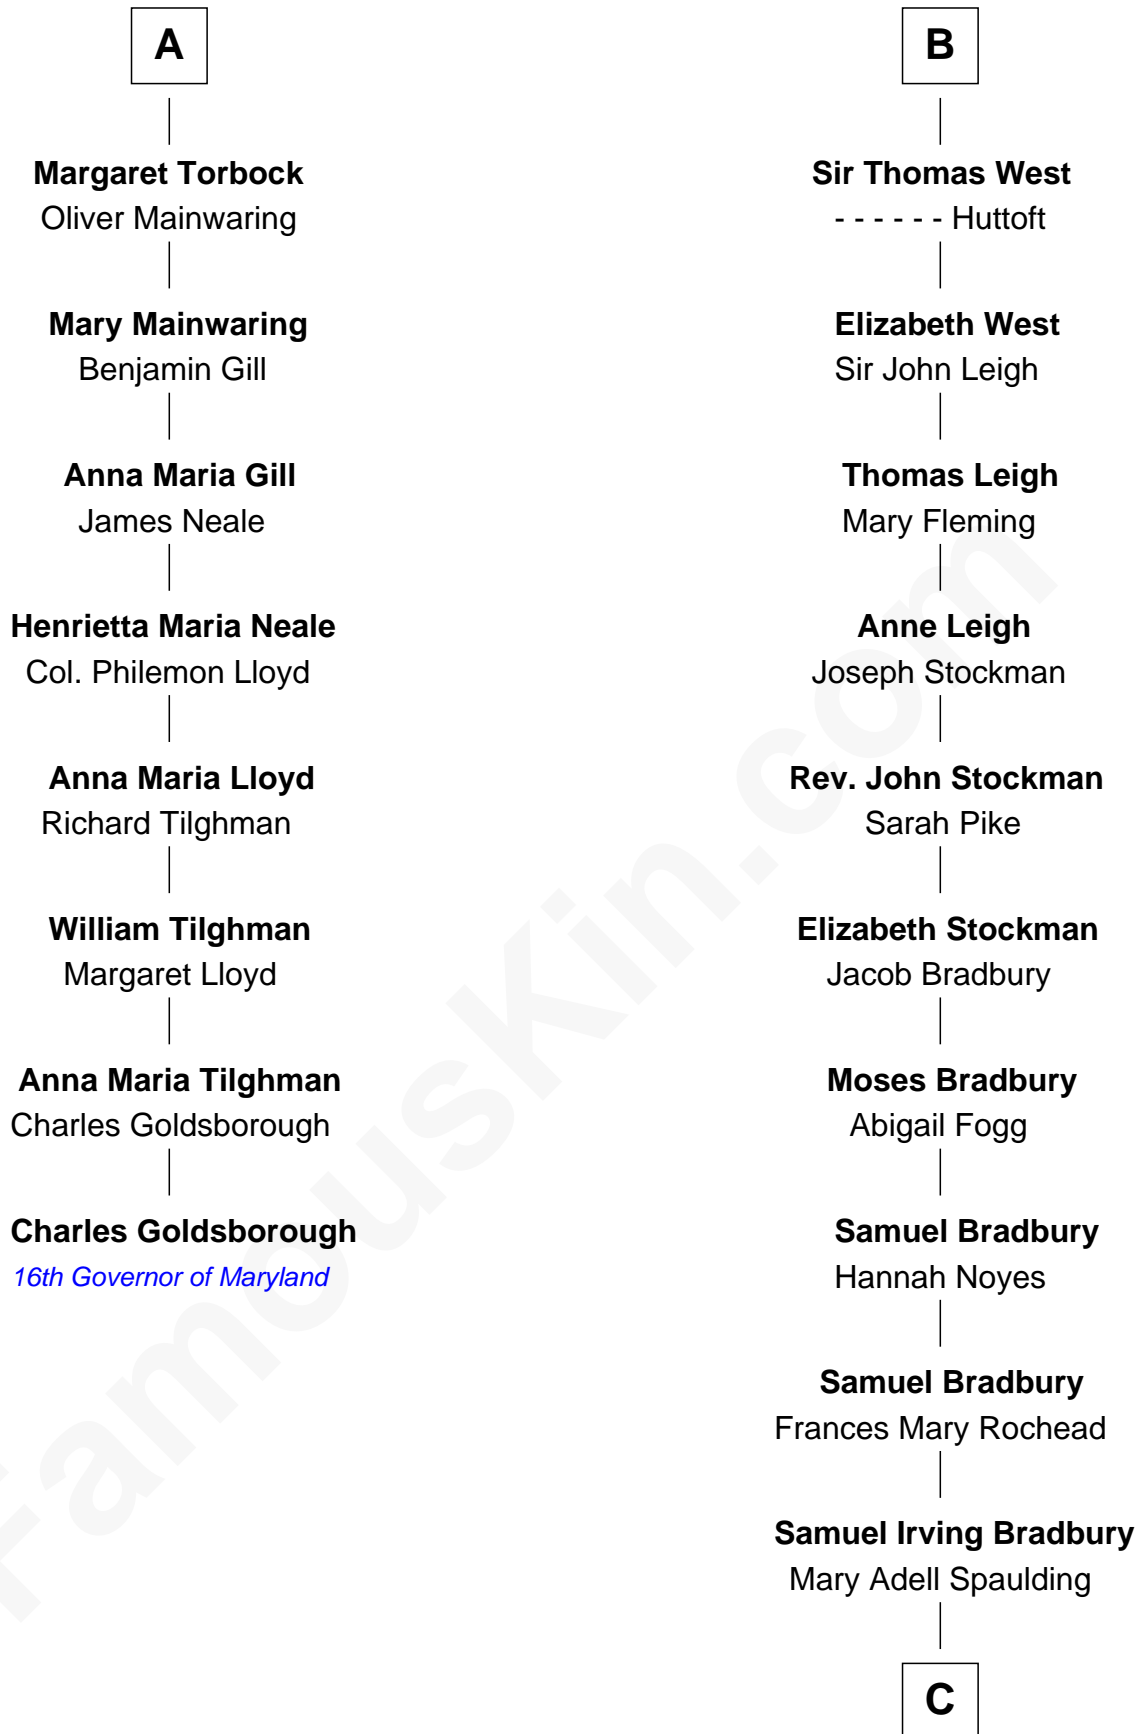 A
Margaret Torbock
Oliver Mainwaring
Mary Mainwaring
Benjamin Gill
Anna Maria Gill
James Neale
Henrietta Maria Neale
Col. Philemon Lloyd
Anna Maria Lloyd
Richard Tilghman
William Tilghman
Margaret Lloyd
Anna Maria Tilghman
Charles Goldsborough
Charles Goldsborough
16th Governor of Maryland
B
Sir Thomas West
- - - - - - Huttoft
Elizabeth West
Sir John Leigh
Thomas Leigh
Mary Fleming
Anne Leigh
Joseph Stockman
Rev. John Stockman
Sarah Pike
Elizabeth Stockman
Jacob Bradbury
Moses Bradbury
Abigail Fogg
Samuel Bradbury
Hannah Noyes
Samuel Bradbury
Frances Mary Rochead
Samuel Irving Bradbury
Mary Adell Spaulding
C
FamousKin.com